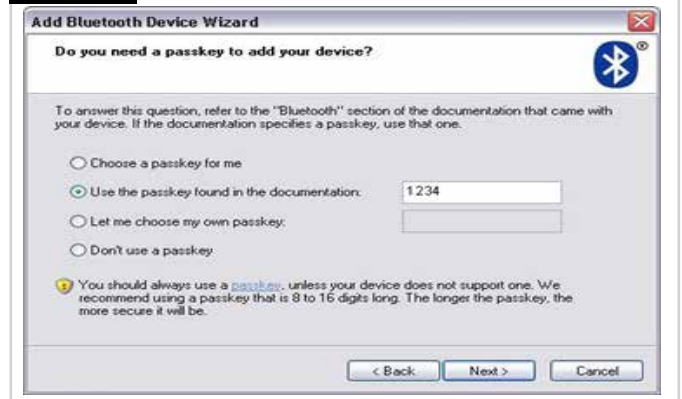 Add Bluetooth Device Wizard
Do you need a passkey to add your device?
®
To answer this question, refer to the "Bluetooth" section of the documentation that came with
your device. If the documentation specifies a passkey, use that one.
Choose a passkey for me
Use the passkey found in the documentation: 1234
Let me choose my own passkey:
Don't use a passkey
You should always use a passkey, unless your device does not support one. We
recommend using a passkey that is 8 to 16 digits long. The longer the passkey, the
more secure it will be.
< Back Next > Cancel